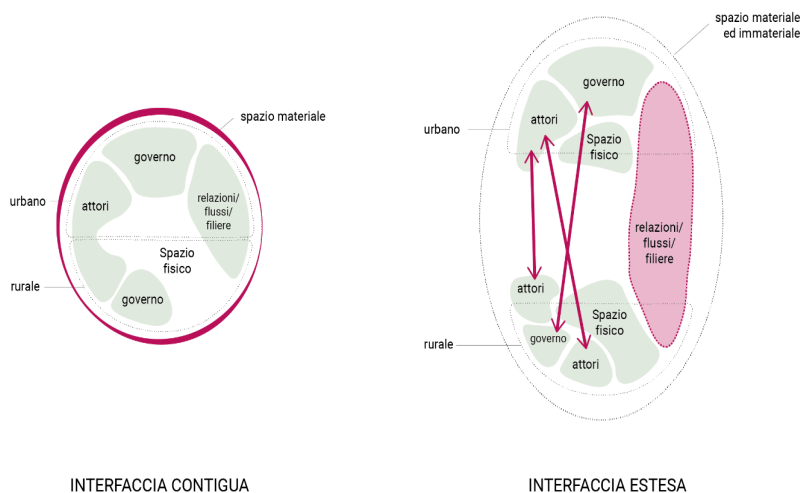 spazio materiale
governo
urbano
attori
relazioni/
flussi/
filiere
Spazio
fisico
rurale
governo
INTERFACCIA CONTIGUA
spazio materiale
ed immateriale
governo
attori
urbano
Spazio
fisico
relazioni/
flussi/
filiere
attori
Spazio
fisico
governo
rurale
attori
INTERFACCIA ESTESA